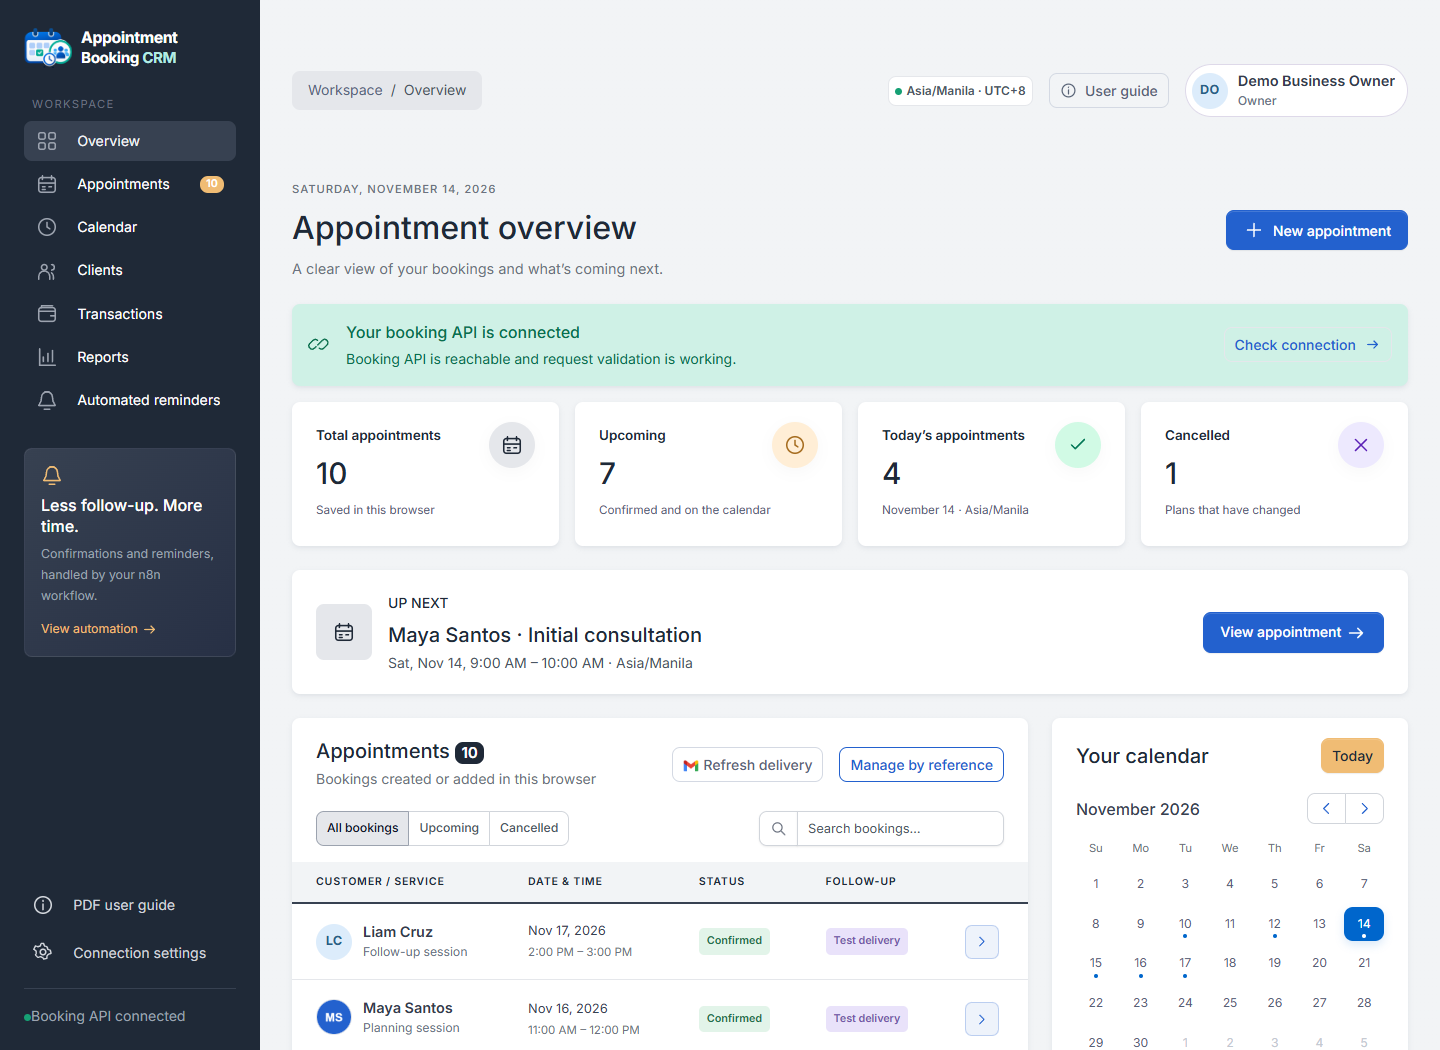 Appointment
Booking CRM
WORKSPACE
Overview
Appointments 10
Calendar
Clients
Transactions
Reports
Automated reminders
Less follow-up. More
time.
Confirmations and reminders,
handled by your n8n
workflow.
View automation →
PDF user guide
Connection settings
Booking API connected
Workspace / Overview
Asia/Manila · UTC+8
User guide
DO
Demo Business Owner
Owner
SATURDAY, NOVEMBER 14, 2026
Appointment overview
A clear view of your bookings and what’s coming next.
New appointment
Your booking API is connected
Booking API is reachable and request validation is working.
Check connection →
Total appointments
10
Saved in this browser
Upcoming
7
Confirmed and on the calendar
Today’s appointments
4
November 14 · Asia/Manila
Cancelled
1
Plans that have changed
UP NEXT
Maya Santos · Initial consultation
Sat, Nov 14, 9:00 AM – 10:00 AM · Asia/Manila
View appointment →
Appointments 10
Bookings created or added in this browser
Refresh delivery
Manage by reference
All bookings Upcoming Cancelled
Search bookings...
CUSTOMER / SERVICE DATE & TIME STATUS FOLLOW-UP
LC
Liam Cruz
Follow-up session
Nov 17, 2026
2:00 PM – 3:00 PM
Confirmed
Test delivery
MS
Maya Santos
Planning session
Nov 16, 2026
11:00 AM – 12:00 PM
Confirmed
Test delivery
Your calendar
Today
November 2026
Su Mo Tu We Th Fr Sa
1 2 3 4 5 6 7
8 9 10 11 12 13 14
15 16 17 18 19 20 21
22 23 24 25 26 27 28
29 30 1 2 3 4 5